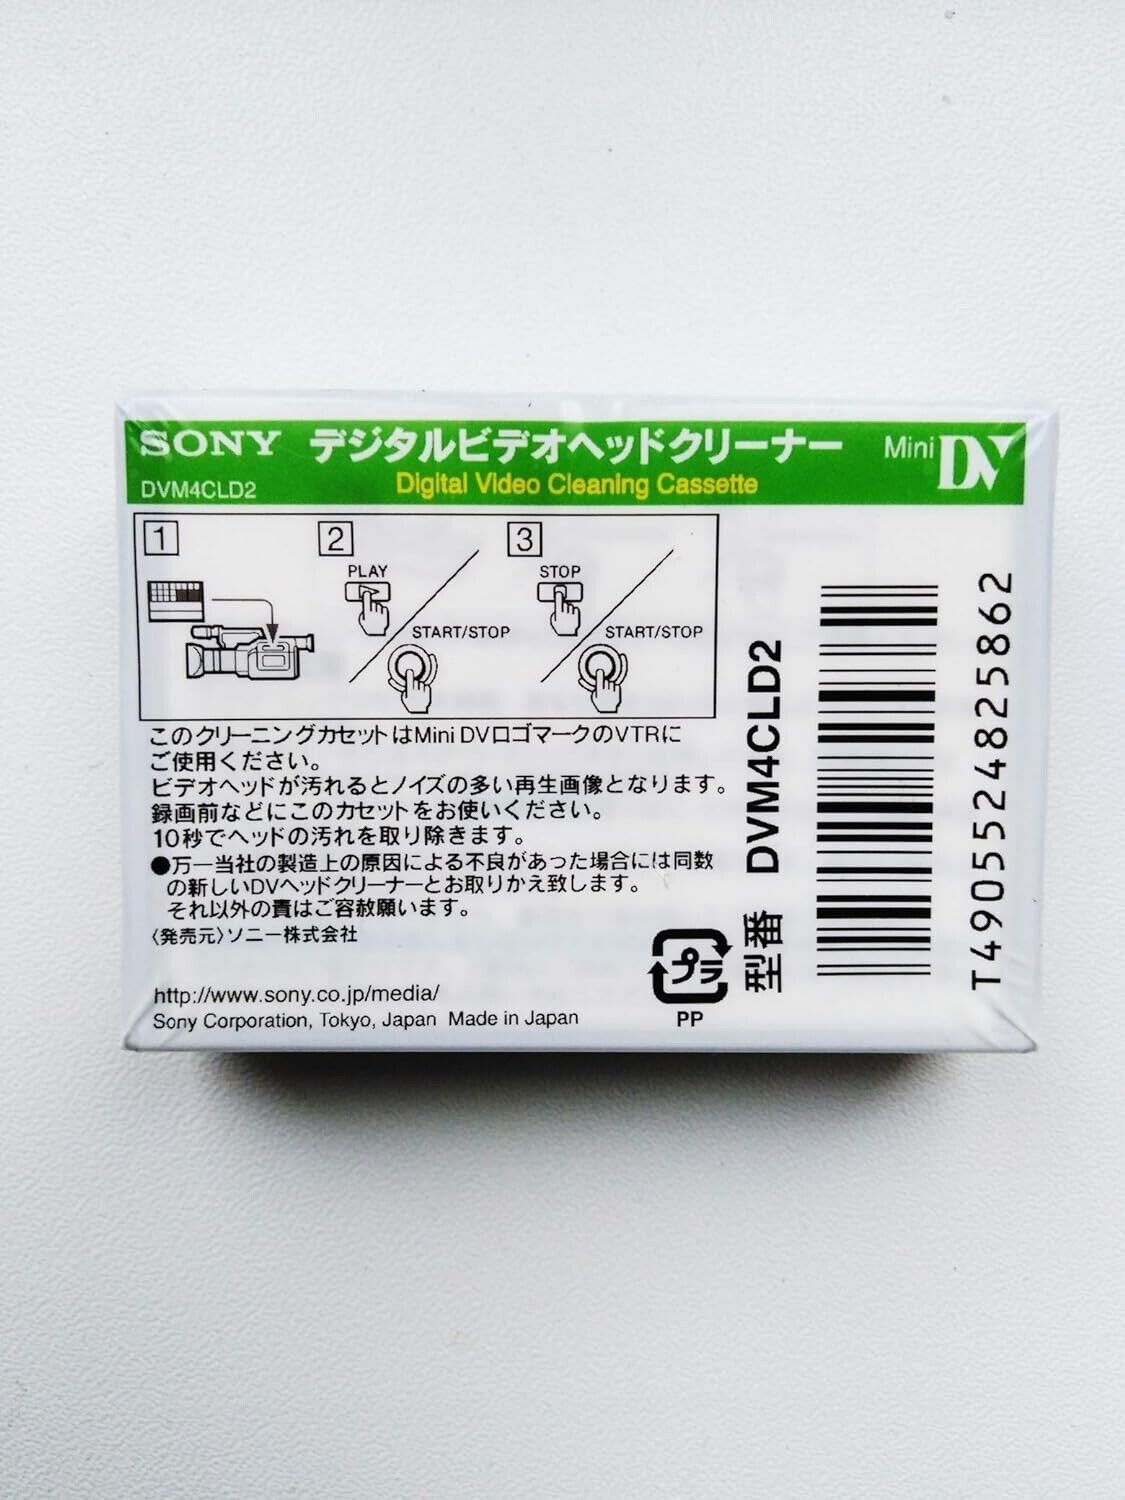 SONY デジタルビデオヘッドクリーナー Mini DV
DVM4CLD2 Digital Video Cleaning Cassette
1 2 3
PLAY STOP
START/STOP START/STOP
このクリーニングカセットはMini DVロゴマークのVTRに
ご使用ください。
ビデオヘッドが汚れるとノイズの多い再生画像となります。
録画前などにこのカセットをお使いください。
10秒でヘッドの汚れを取り除きます。
●万一当社の製造上の原因による不良があった場合には同数
の新しいDVヘッドクリーナーとお取りかえ致します。
それ以外の責はご容赦願います。
〈発売元〉ソニー株式会社
http://www.sony.co.jp/media/
Sony Corporation, Tokyo, Japan Made in Japan
プラ
PP
型番 DVM4CLD2
T4905524825862